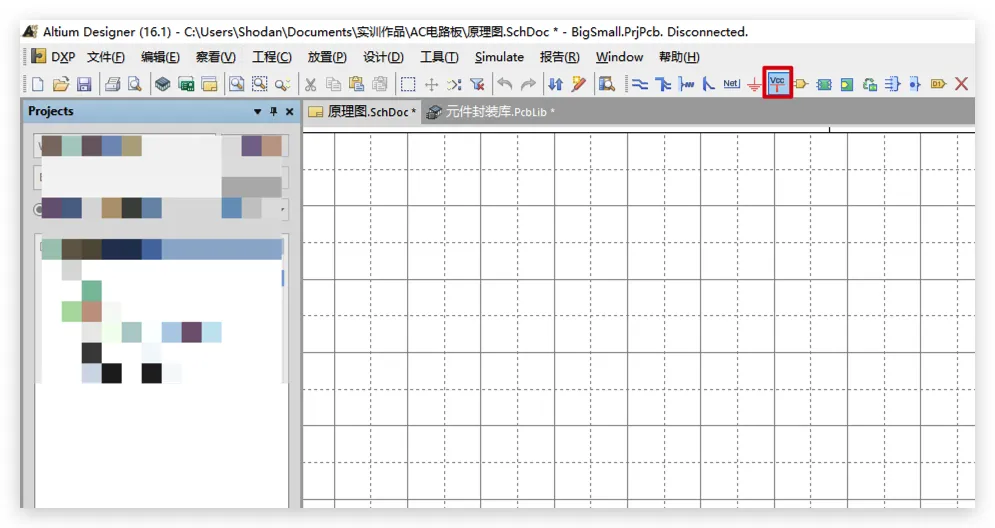 Altium Designer (16.1) - C:\Users\Shodan\Documents\实训作品\AC电路板\原理图.SchDoc * - BigSmall.PrjPcb. Disconnected.
DXP 文件(F) 编辑(E) 察看(V) 工程(C) 放置(P) 设计(D) 工具(T) Simulate 报告(R) Window 帮助(H)
Net Vcc D1
Projects 原理图.SchDoc * 元件封装库.PcbLib *